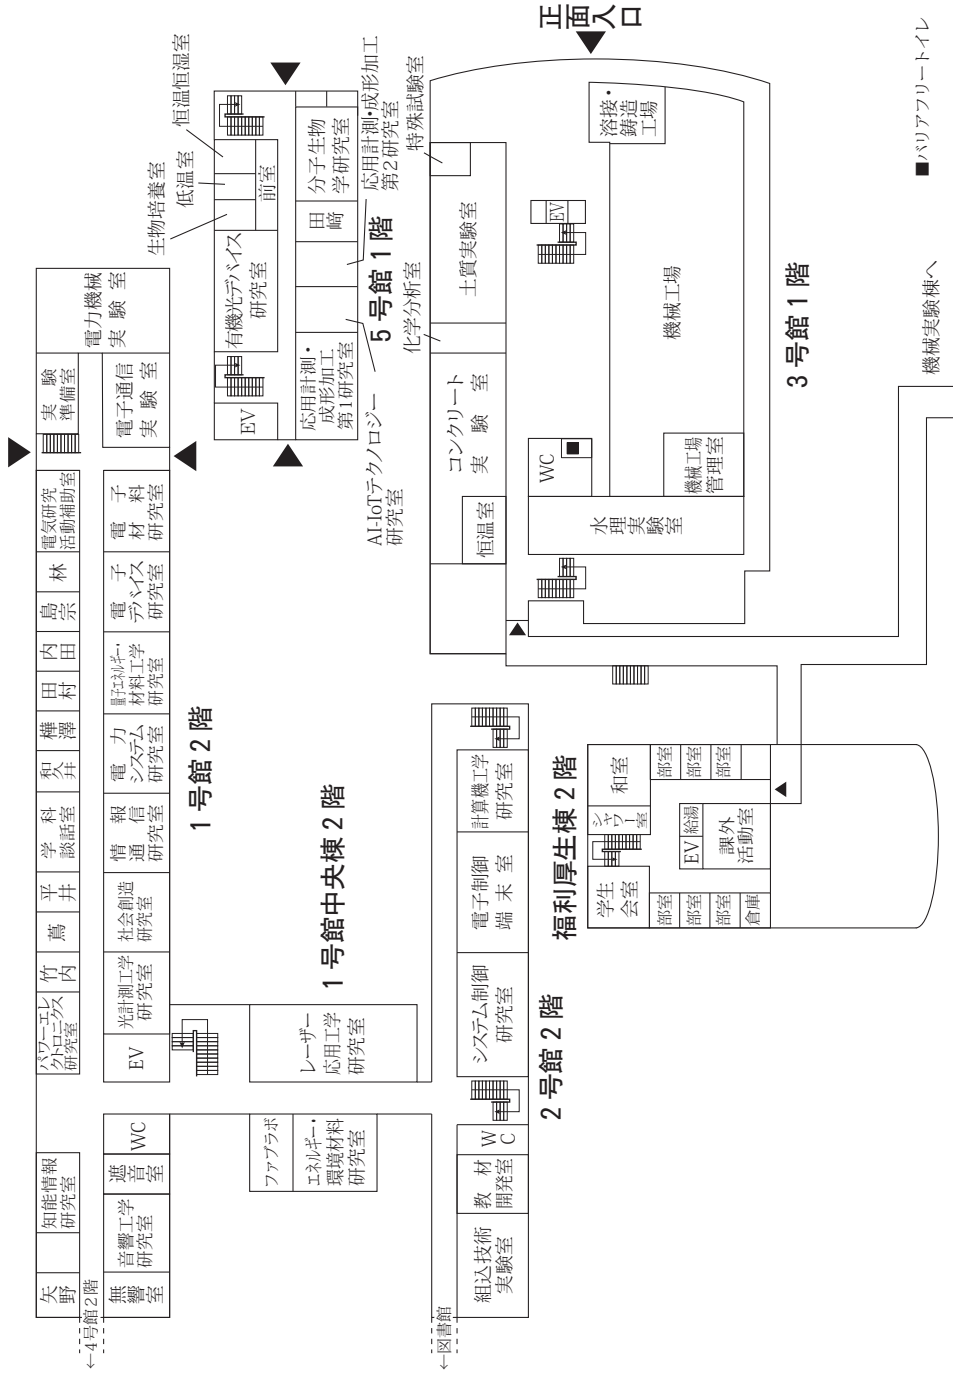 正面
入口
■バリアフリートイレ
機械実験棟へ
恒温恒湿室
低温室
生物培養室
前室
応用計測・成形加工
第2研究室
特殊試験室
分子生物
学研究室
田﨑
5号館1階
有機光デバイス
研究室
EV
応用計測・
成形加工
第1研究室
AI-IoTテクノロジー
研究室
化学分析室
土質実験室
コンクリート
実験室
恒温室
溶接・
鋳造
工場
EV
機械工場
3号館1階
WC
機械工場
管理室
水理実験室
電力機械
実験室
実験
準備室
電子通信
実験室
電気研究
活動補助室
林
島宗
内田
田村
樺澤
和久井
学科
談話室
平井
蔦
竹内
パワーエレ
クトロニクス
研究室
電子
材料
研究室
電子
デバイス
研究室
量子エネルギー・
材料工学
研究室
電力
システム
研究室
情報
通信
研究室
社会創造
研究室
光計測工学
研究室
EV
1号館2階
WC
遮音室
音響工学
研究室
無響室
知能情報
研究室
矢野
←4号館2階
1号館中央棟2階
レーザー
応用工学
研究室
ファブラボ
エネルギー・
環境材料
研究室
計算機工学
研究室
電子制御
端末室
システム制御
研究室
2号館2階
WC
教材
開発室
組込技術
実験室
←図書館
福利厚生棟2階
和室
シャワー室
学生
会室
部室
部室
部室
EV
給湯
課外
活動室
部室
部室
部室
倉庫